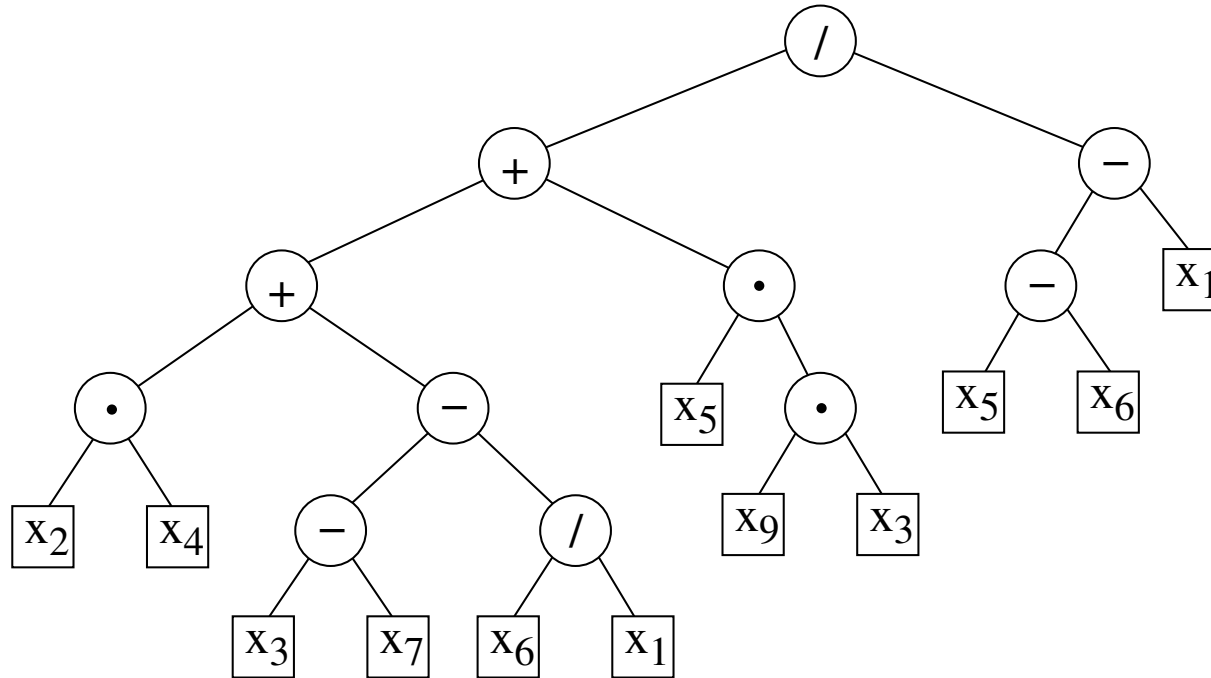 /
+ −
+ • − x₁
• − x₅ • x₅ x₆
x₂ x₄ − / x₉ x₃
x₃ x₇ x₆ x₁